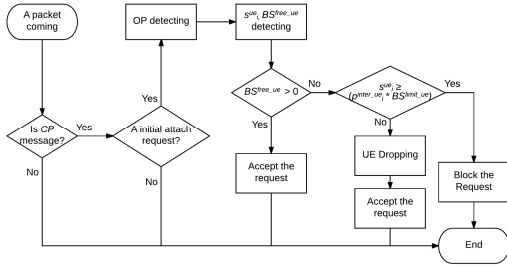 A packet
coming
OP detecting
s^ue_i, BS^free_ue
detecting
BS^free_ue > 0
No
s^ue_i ≥
(p^inter_ue_i * BS^limit_ue)
Yes
Yes
Is CP
message?
Yes
A initial attach
request?
Yes
No
No
No
Accept the
request
UE Dropping
Accept the
request
Block the
Request
End